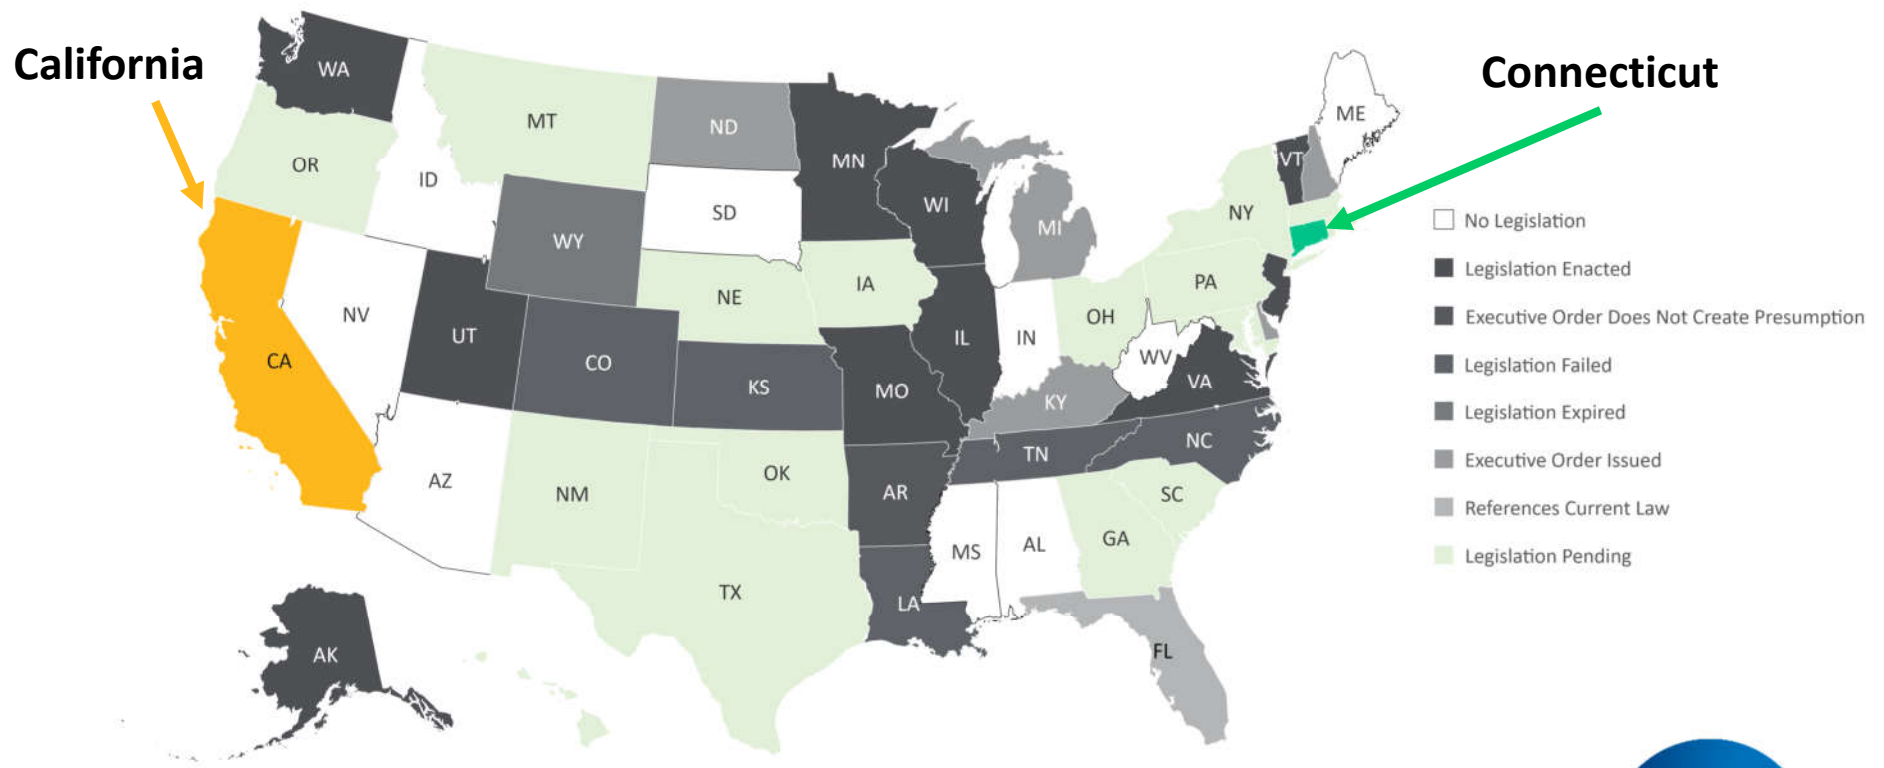 California
Connecticut
WA
MT
ND
MN
ME
OR
ID
SD
WI
MI
VT
NY
WY
NE
IA
PA
NV
UT
CO
KS
MO
IL
IN
OH
WV
VA
CA
KY
AZ
NM
OK
AR
TN
NC
SC
MS
AL
GA
TX
LA
FL
AK
No Legislation
Legislation Enacted
Executive Order Does Not Create Presumption
Legislation Failed
Legislation Expired
Executive Order Issued
References Current Law
Legislation Pending